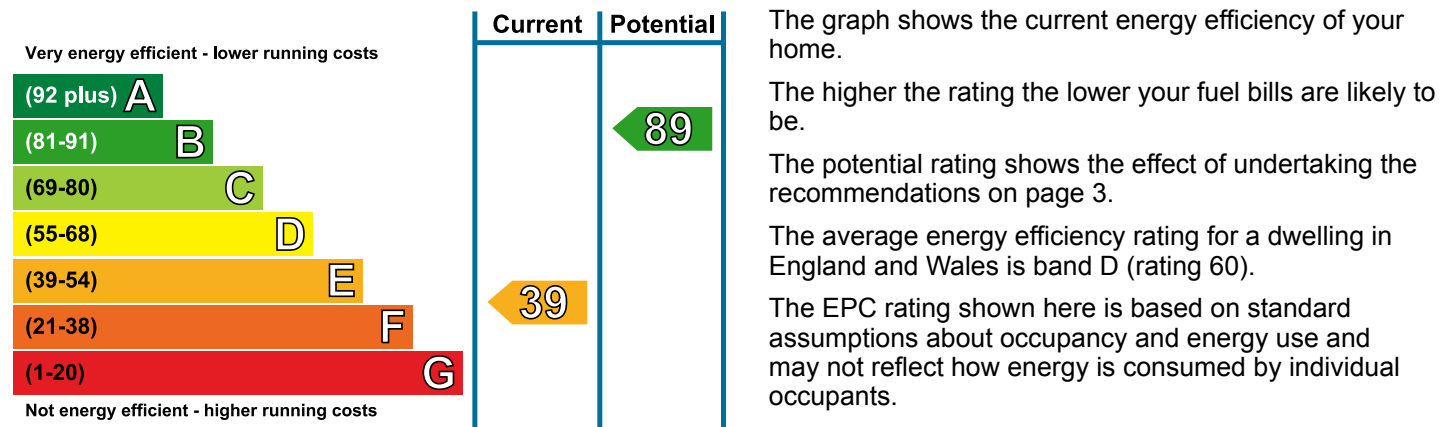 Current Potential
Very energy efficient - lower running costs
(92 plus) A
(81-91) B
89
(69-80) C
(55-68) D
(39-54) E
39
(21-38) F
(1-20) G
Not energy efficient - higher running costs
The graph shows the current energy efficiency of your
home.
The higher the rating the lower your fuel bills are likely to
be.
The potential rating shows the effect of undertaking the
recommendations on page 3.
The average energy efficiency rating for a dwelling in
England and Wales is band D (rating 60).
The EPC rating shown here is based on standard
assumptions about occupancy and energy use and
may not reflect how energy is consumed by individual
occupants.